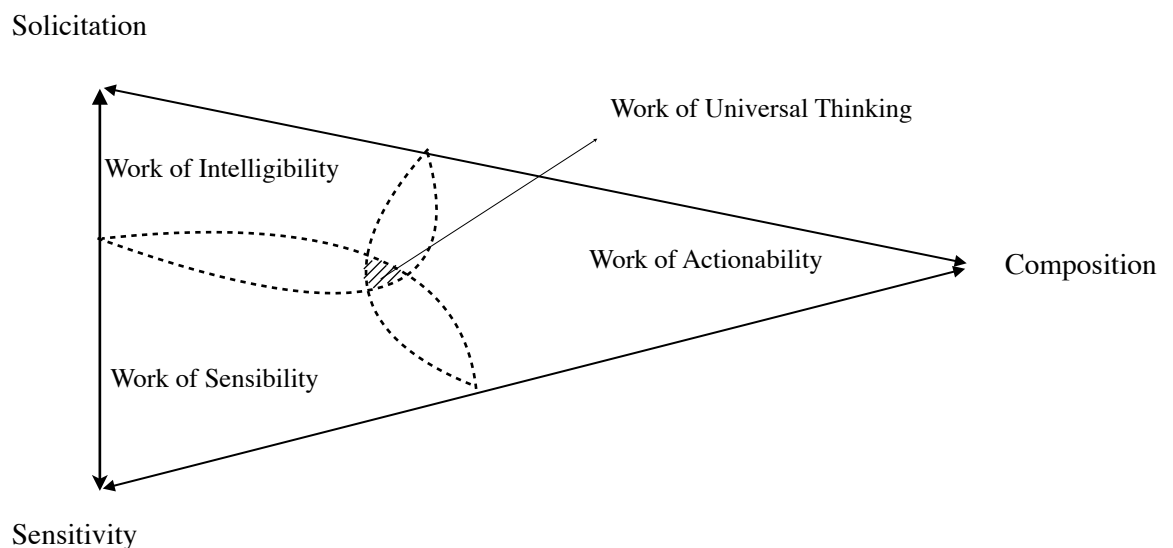 Solicitation
Work of Universal Thinking
Work of Intelligibility
Work of Actionability
Composition
Work of Sensibility
Sensitivity